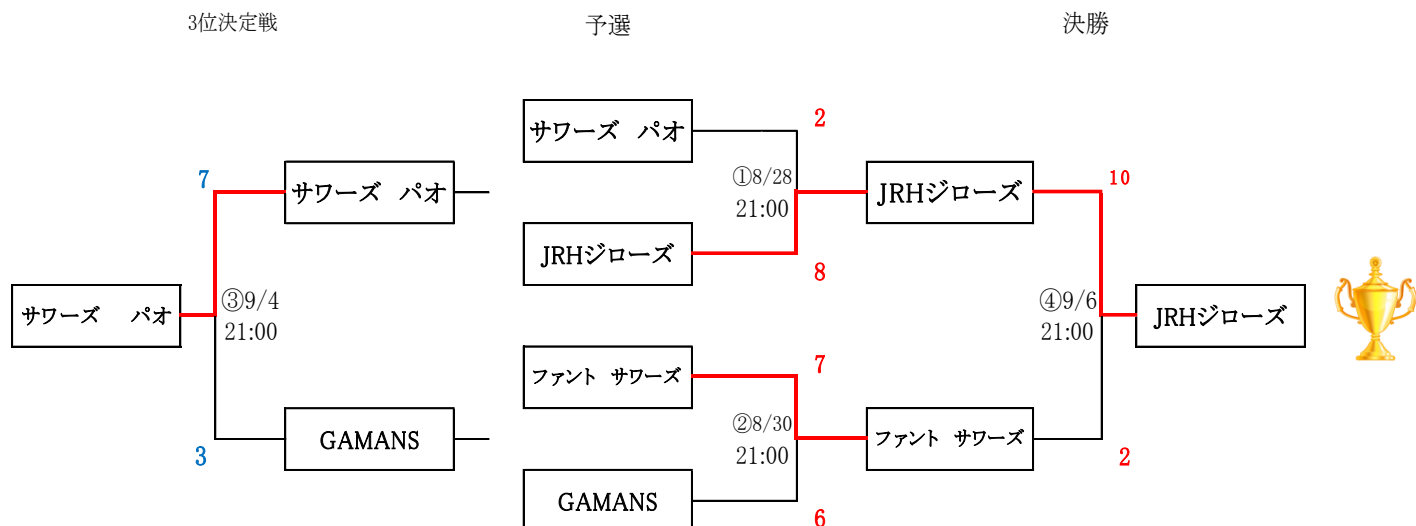 3位決定戦
予選
決勝
サワーズ パオ
2
7
サワーズ パオ
①8/28
21:00
JRHジローズ
10
JRHジローズ
8
サワーズ パオ
③9/4
21:00
④9/6
21:00
JRHジローズ
ファント サワーズ
7
3
GAMANS
②8/30
21:00
ファント サワーズ
2
GAMANS
6